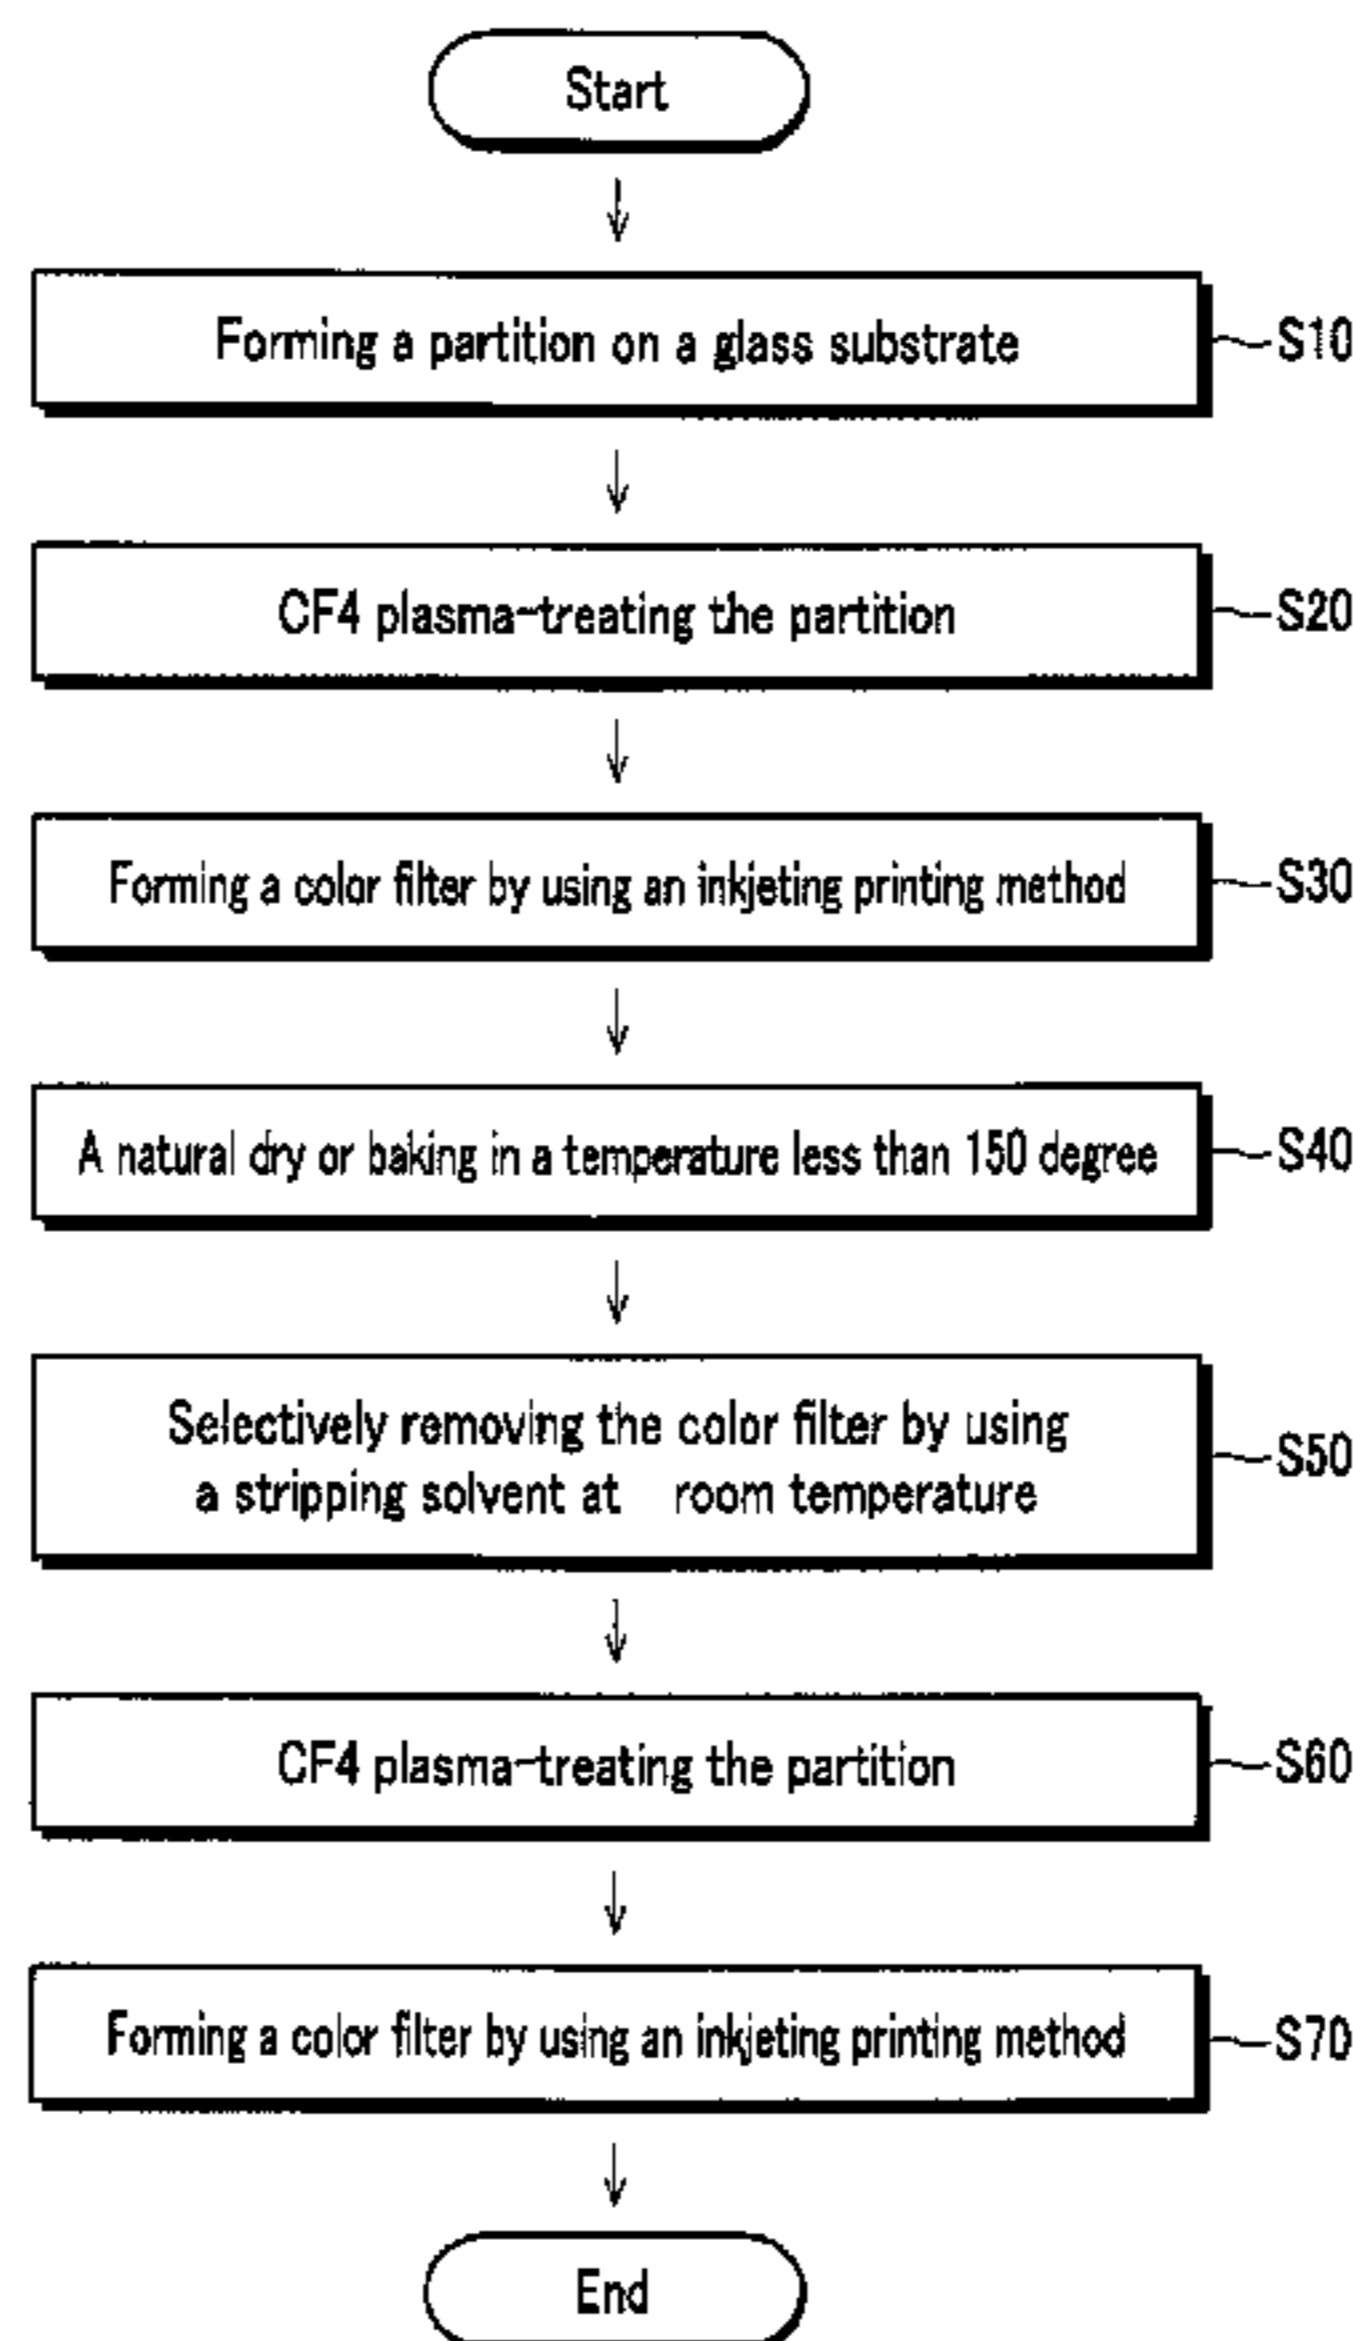 Start
Forming a partition on a glass substrate
S10
CF4 plasma-treating the partition
S20
Forming a color filter by using an inkjeting printing method
S30
A natural dry or baking in a temperature less than 150 degree
S40
Selectively removing the color filter by using
a stripping solvent at room temperature
S50
CF4 plasma-treating the partition
S60
Forming a color filter by using an inkjeting printing method
S70
End